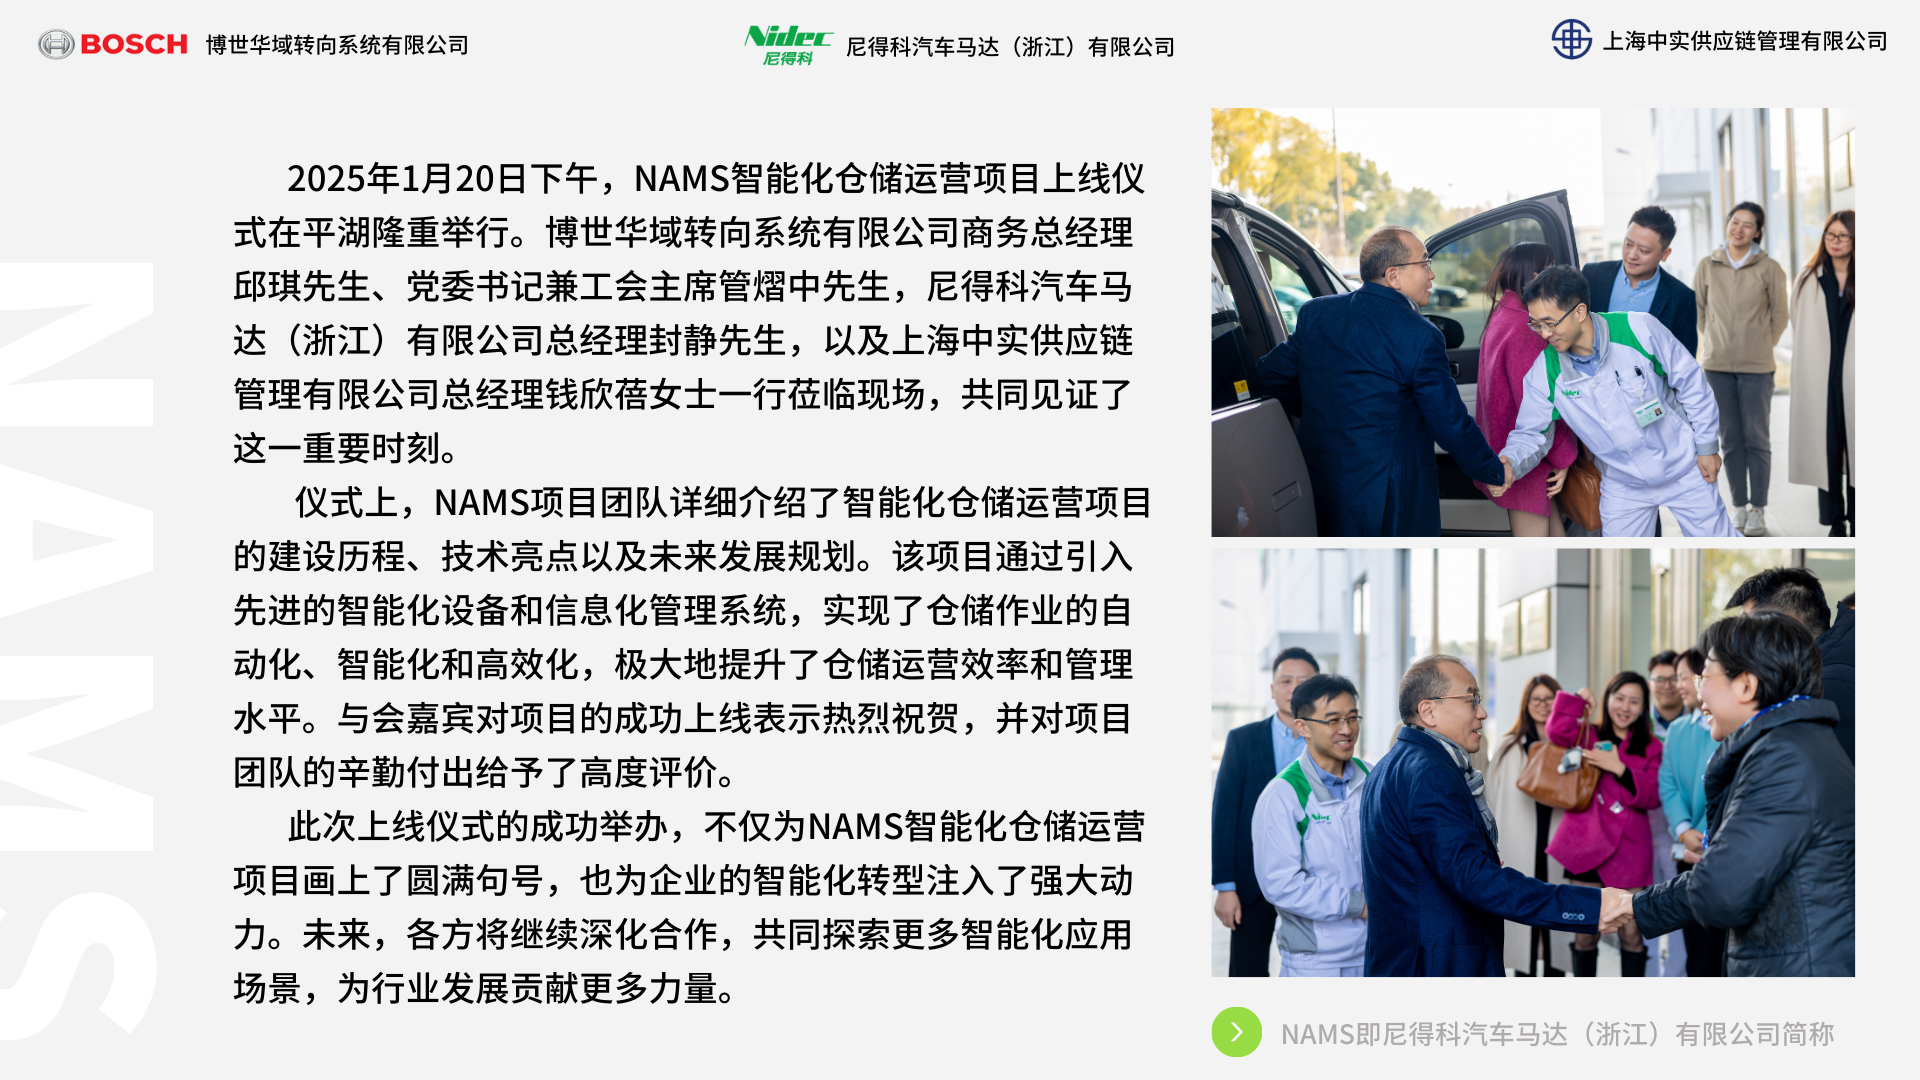 BOSCH 博世华域转向系统有限公司
Nidec 尼得科 尼得科汽车马达（浙江）有限公司
上海中实供应链管理有限公司
NAMS
2025年1月20日下午，NAMS智能化仓储运营项目上线仪
式在平湖隆重举行。博世华域转向系统有限公司商务总经理
邱琪先生、党委书记兼工会主席管熠中先生，尼得科汽车马
达（浙江）有限公司总经理封静先生，以及上海中实供应链
管理有限公司总经理钱欣蓓女士一行莅临现场，共同见证了
这一重要时刻。
仪式上，NAMS项目团队详细介绍了智能化仓储运营项目
的建设历程、技术亮点以及未来发展规划。该项目通过引入
先进的智能化设备和信息化管理系统，实现了仓储作业的自
动化、智能化和高效化，极大地提升了仓储运营效率和管理
水平。与会嘉宾对项目的成功上线表示热烈祝贺，并对项目
团队的辛勤付出给予了高度评价。
此次上线仪式的成功举办，不仅为NAMS智能化仓储运营
项目画上了圆满句号，也为企业的智能化转型注入了强大动
力。未来，各方将继续深化合作，共同探索更多智能化应用
场景，为行业发展贡献更多力量。
Nidec
Nidec
NAMS即尼得科汽车马达（浙江）有限公司简称